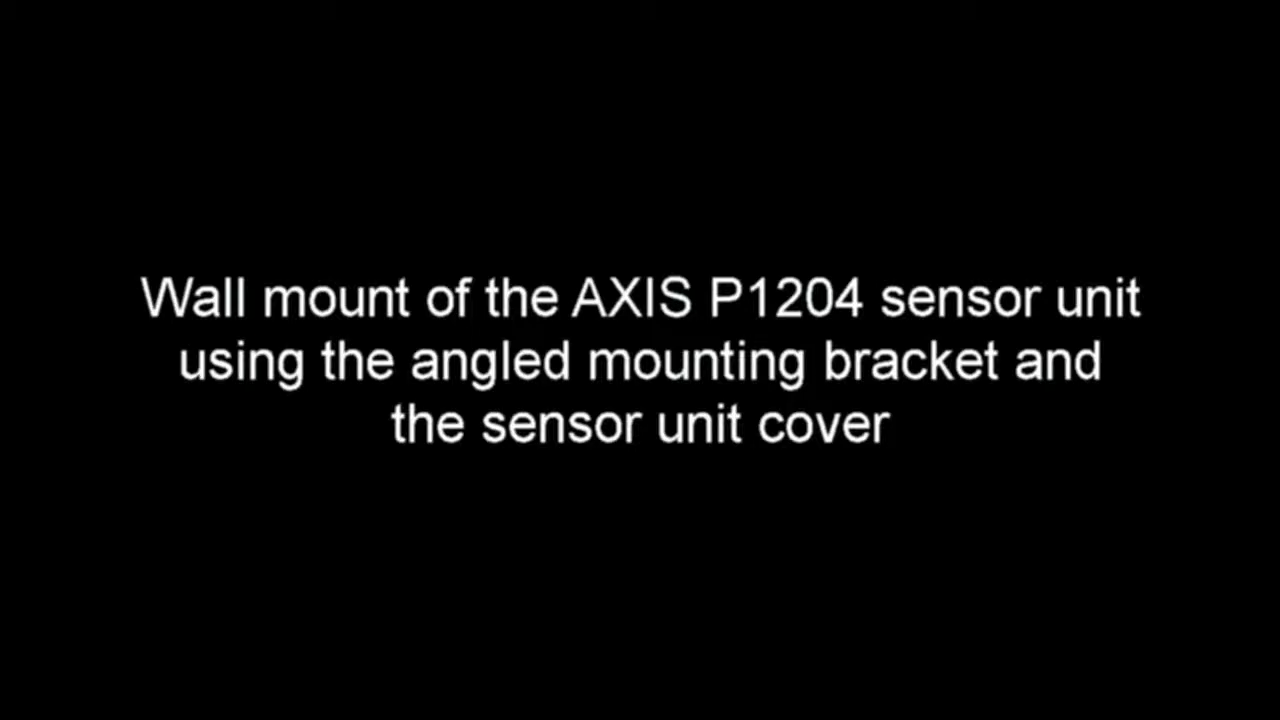 Wall mount of the AXIS P1204 sensor unit
using the angled mounting bracket and
the sensor unit cover